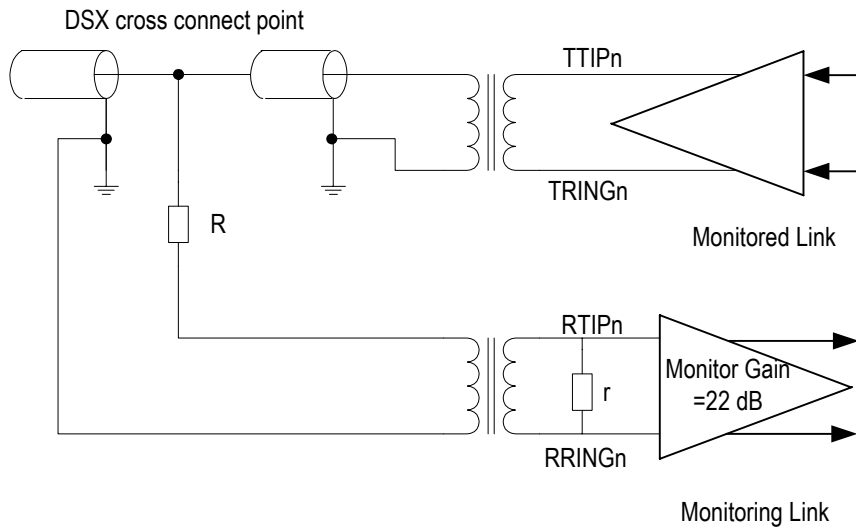 DSX cross connect point
TTIPn
TRINGn
R
Monitored Link
RTIPn
Monitor Gain
=22 dB
r
RRINGn
Monitoring Link